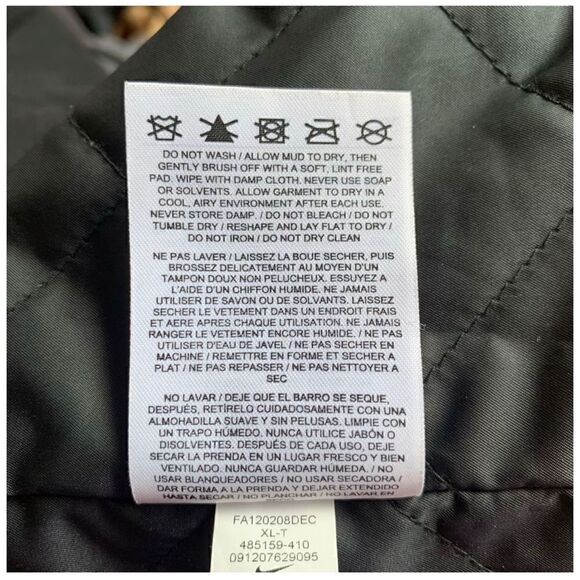 DO NOT WASH / ALLOW MUD TO DRY, THEN
GENTLY BRUSH OFF WITH A SOFT, LINT FREE
PAD. WIPE WITH DAMP CLOTH. NEVER USE SOAP
OR SOLVENTS. ALLOW GARMENT TO DRY IN A
COOL, AIRY ENVIRONMENT AFTER EACH USE.
NEVER STORE DAMP. / DO NOT BLEACH / DO NOT
TUMBLE DRY / RESHAPE AND LAY FLAT TO DRY /
DO NOT IRON / DO NOT DRY CLEAN
NE PAS LAVER / LAISSEZ LA BOUE SECHER, PUIS
BROSSEZ DELICATEMENT AU MOYEN D'UN
TAMPON DOUX NON PELUCHEUX. ESSUYEZ A
L'AIDE D'UN CHIFFON HUMIDE. NE JAMAIS
UTILISER DE SAVON OU DE SOLVANTS. LAISSEZ
SECHER LE VETEMENT DANS UN ENDROIT FRAIS
ET AERE APRES CHAQUE UTILISATION. NE JAMAIS
RANGER LE VETEMENT ENCORE HUMIDE. / NE PAS
UTILISER D'EAU DE JAVEL / NE PAS SECHER EN
MACHINE / REMETTRE EN FORME ET SECHER A
PLAT / NE PAS REPASSER / NE PAS NETTOYER A
SEC
NO LAVAR / DEJE QUE EL BARRO SE SEQUE,
DESPUÉS, RETÍRELO CUIDADOSAMENTE CON UNA
ALMOHADILLA SUAVE Y SIN PELUSAS. LIMPIE CON
UN TRAPO HÚMEDO. NUNCA UTILICE JABÓN O
DISOLVENTES. DESPUÉS DE CADA USO, DEJE
SECAR LA PRENDA EN UN LUGAR FRESCO Y BIEN
VENTILADO. NUNCA GUARDAR HÚMEDA. / NO
USAR BLANQUEADORES / NO USAR SECADORA /
DAR FORMA A LA PRENDA Y DEJAR EXTENDIDO
HASTA SECAR / NO PLANCHAR / NO LAVAR EN
FA120208DEC
XL-T
485159-410
091207629095